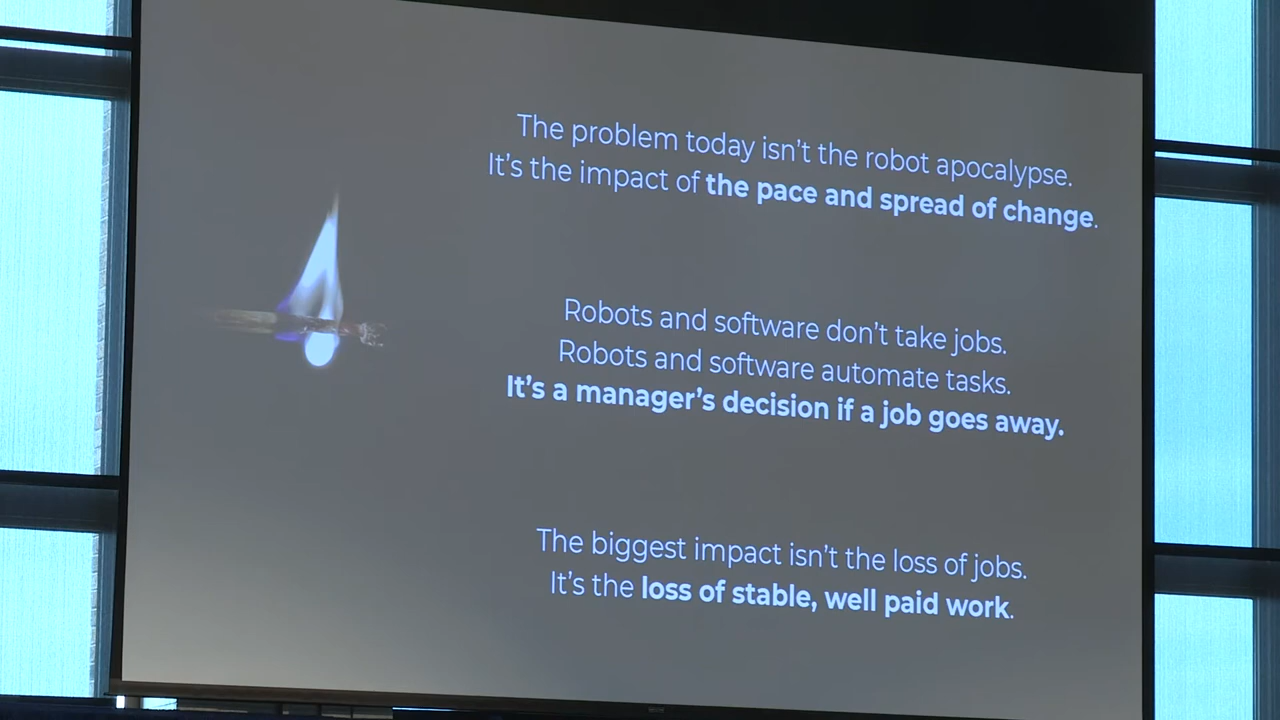 The problem today isn't the robot apocalypse.
It's the impact of the pace and spread of change.
Robots and software don't take jobs.
Robots and software automate tasks.
It's a manager's decision if a job goes away.
The biggest impact isn't the loss of jobs.
It's the loss of stable, well paid work.